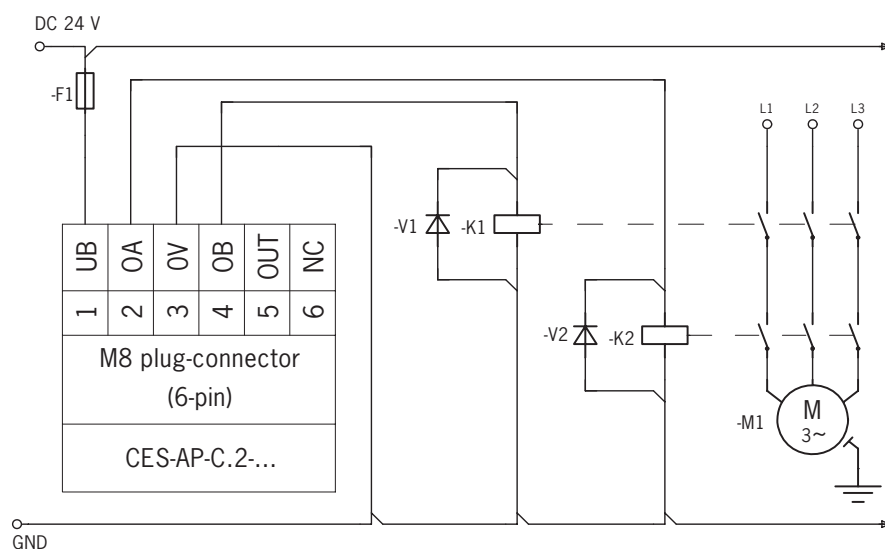 DC 24 V
-F1
L1 L2 L3
-V1 -K1
UB OA OV OB OUT NC
1 2 3 4 5 6
-V2 -K2
M8 plug-connector
(6-pin)
-M1
M
3~
CES-AP-C.2-...
GND